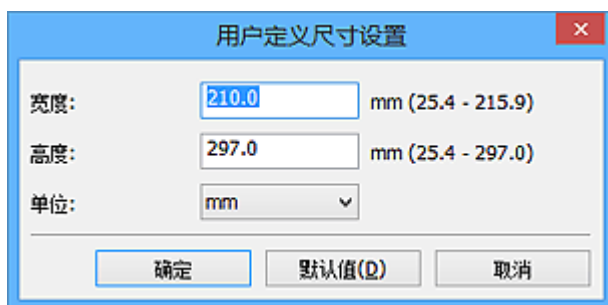 用户定义尺寸设置
宽度: 210.0 mm (25.4 - 215.9)
高度: 297.0 mm (25.4 - 297.0)
单位: mm
确定 默认值(D) 取消